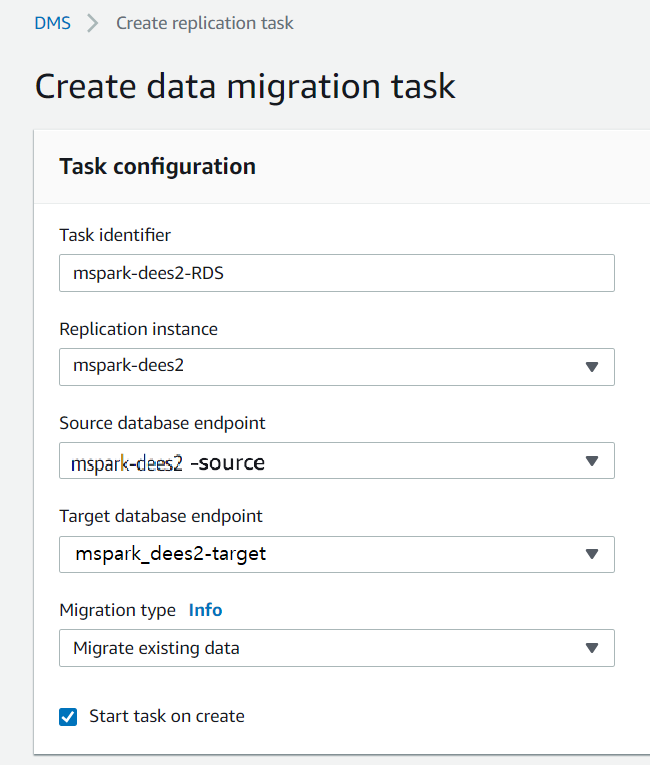 DMS > Create replication task
Create data migration task
Task configuration
Task identifier
mspark-dees2-RDS
Replication instance
mspark-dees2
Source database endpoint
mspark-dees2 -source
Target database endpoint
mspark_dees2-target
Migration type Info
Migrate existing data
Start task on create